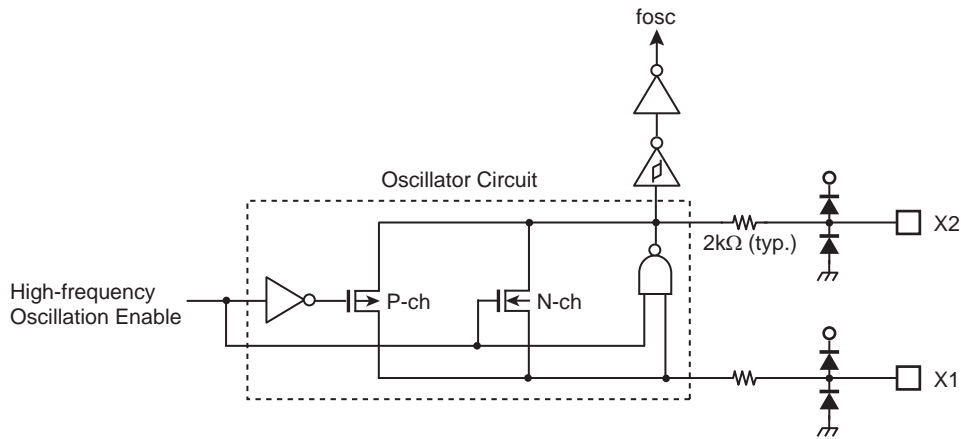 fosc
Oscillator Circuit
2kΩ (typ.)
X2
High-frequency
Oscillation Enable
P-ch
N-ch
X1